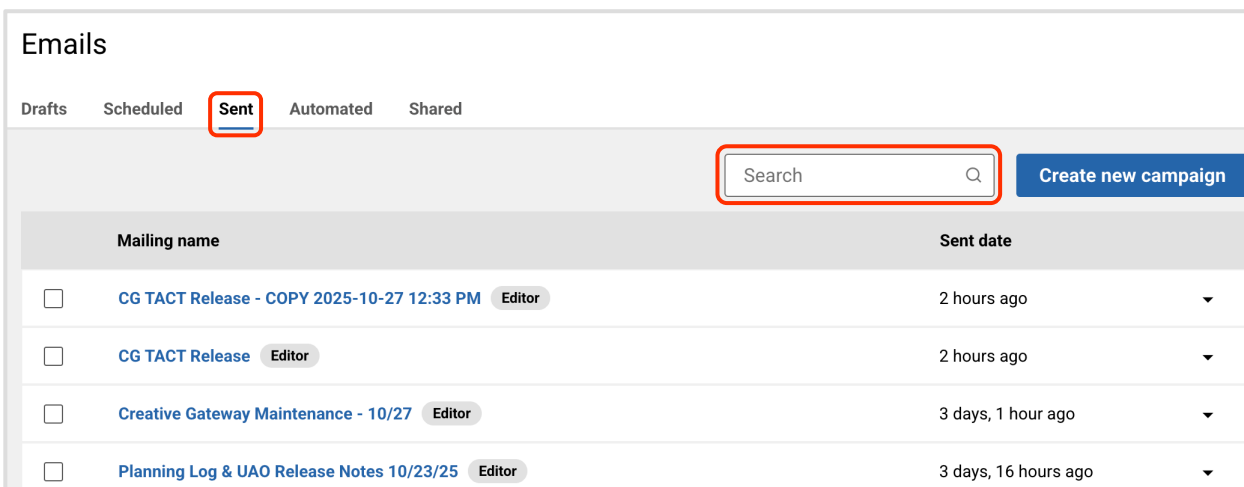 Emails
Drafts Scheduled Sent Automated Shared
Search Create new campaign
Mailing name Sent date
CG TACT Release - COPY 2025-10-27 12:33 PM Editor 2 hours ago
CG TACT Release Editor 2 hours ago
Creative Gateway Maintenance - 10/27 Editor 3 days, 1 hour ago
Planning Log & UAO Release Notes 10/23/25 Editor 3 days, 16 hours ago